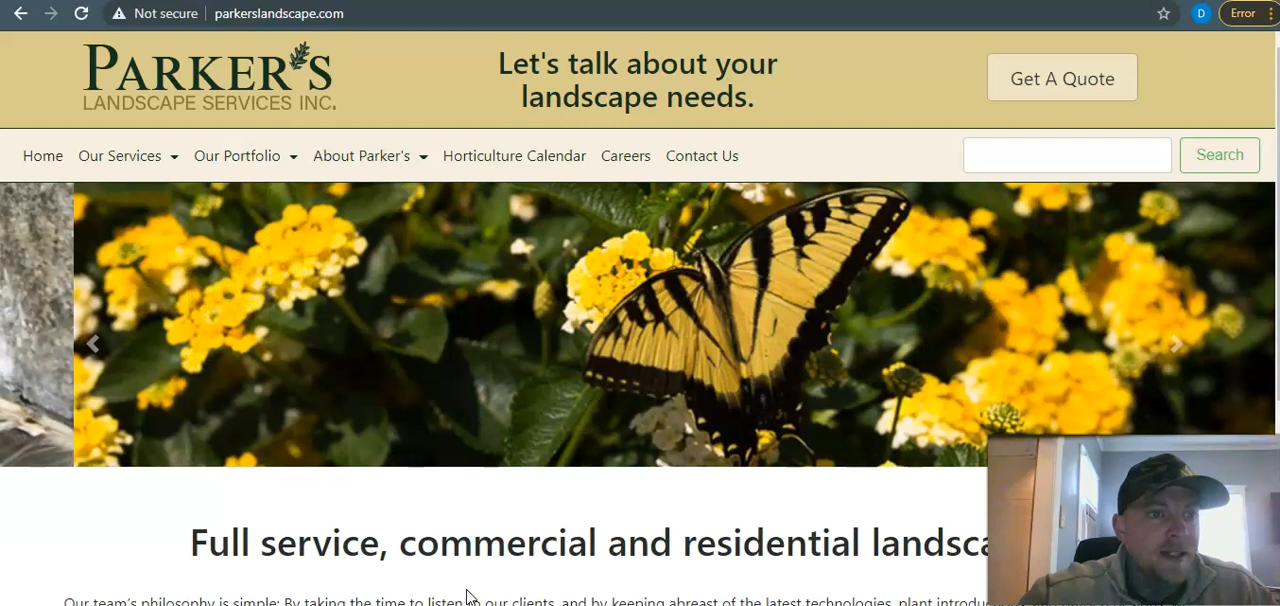 Not secure parkerslandscape.com D Error
PARKER'S
LANDSCAPE SERVICES INC.
Let's talk about your
landscape needs.
Get A Quote
Home Our Services Our Portfolio About Parker's Horticulture Calendar Careers Contact Us Search
Full service, commercial and residential
Our team's philosophy is simple: By taking the time to listen our clients, and by keeping abreast of the latest technologies, plant